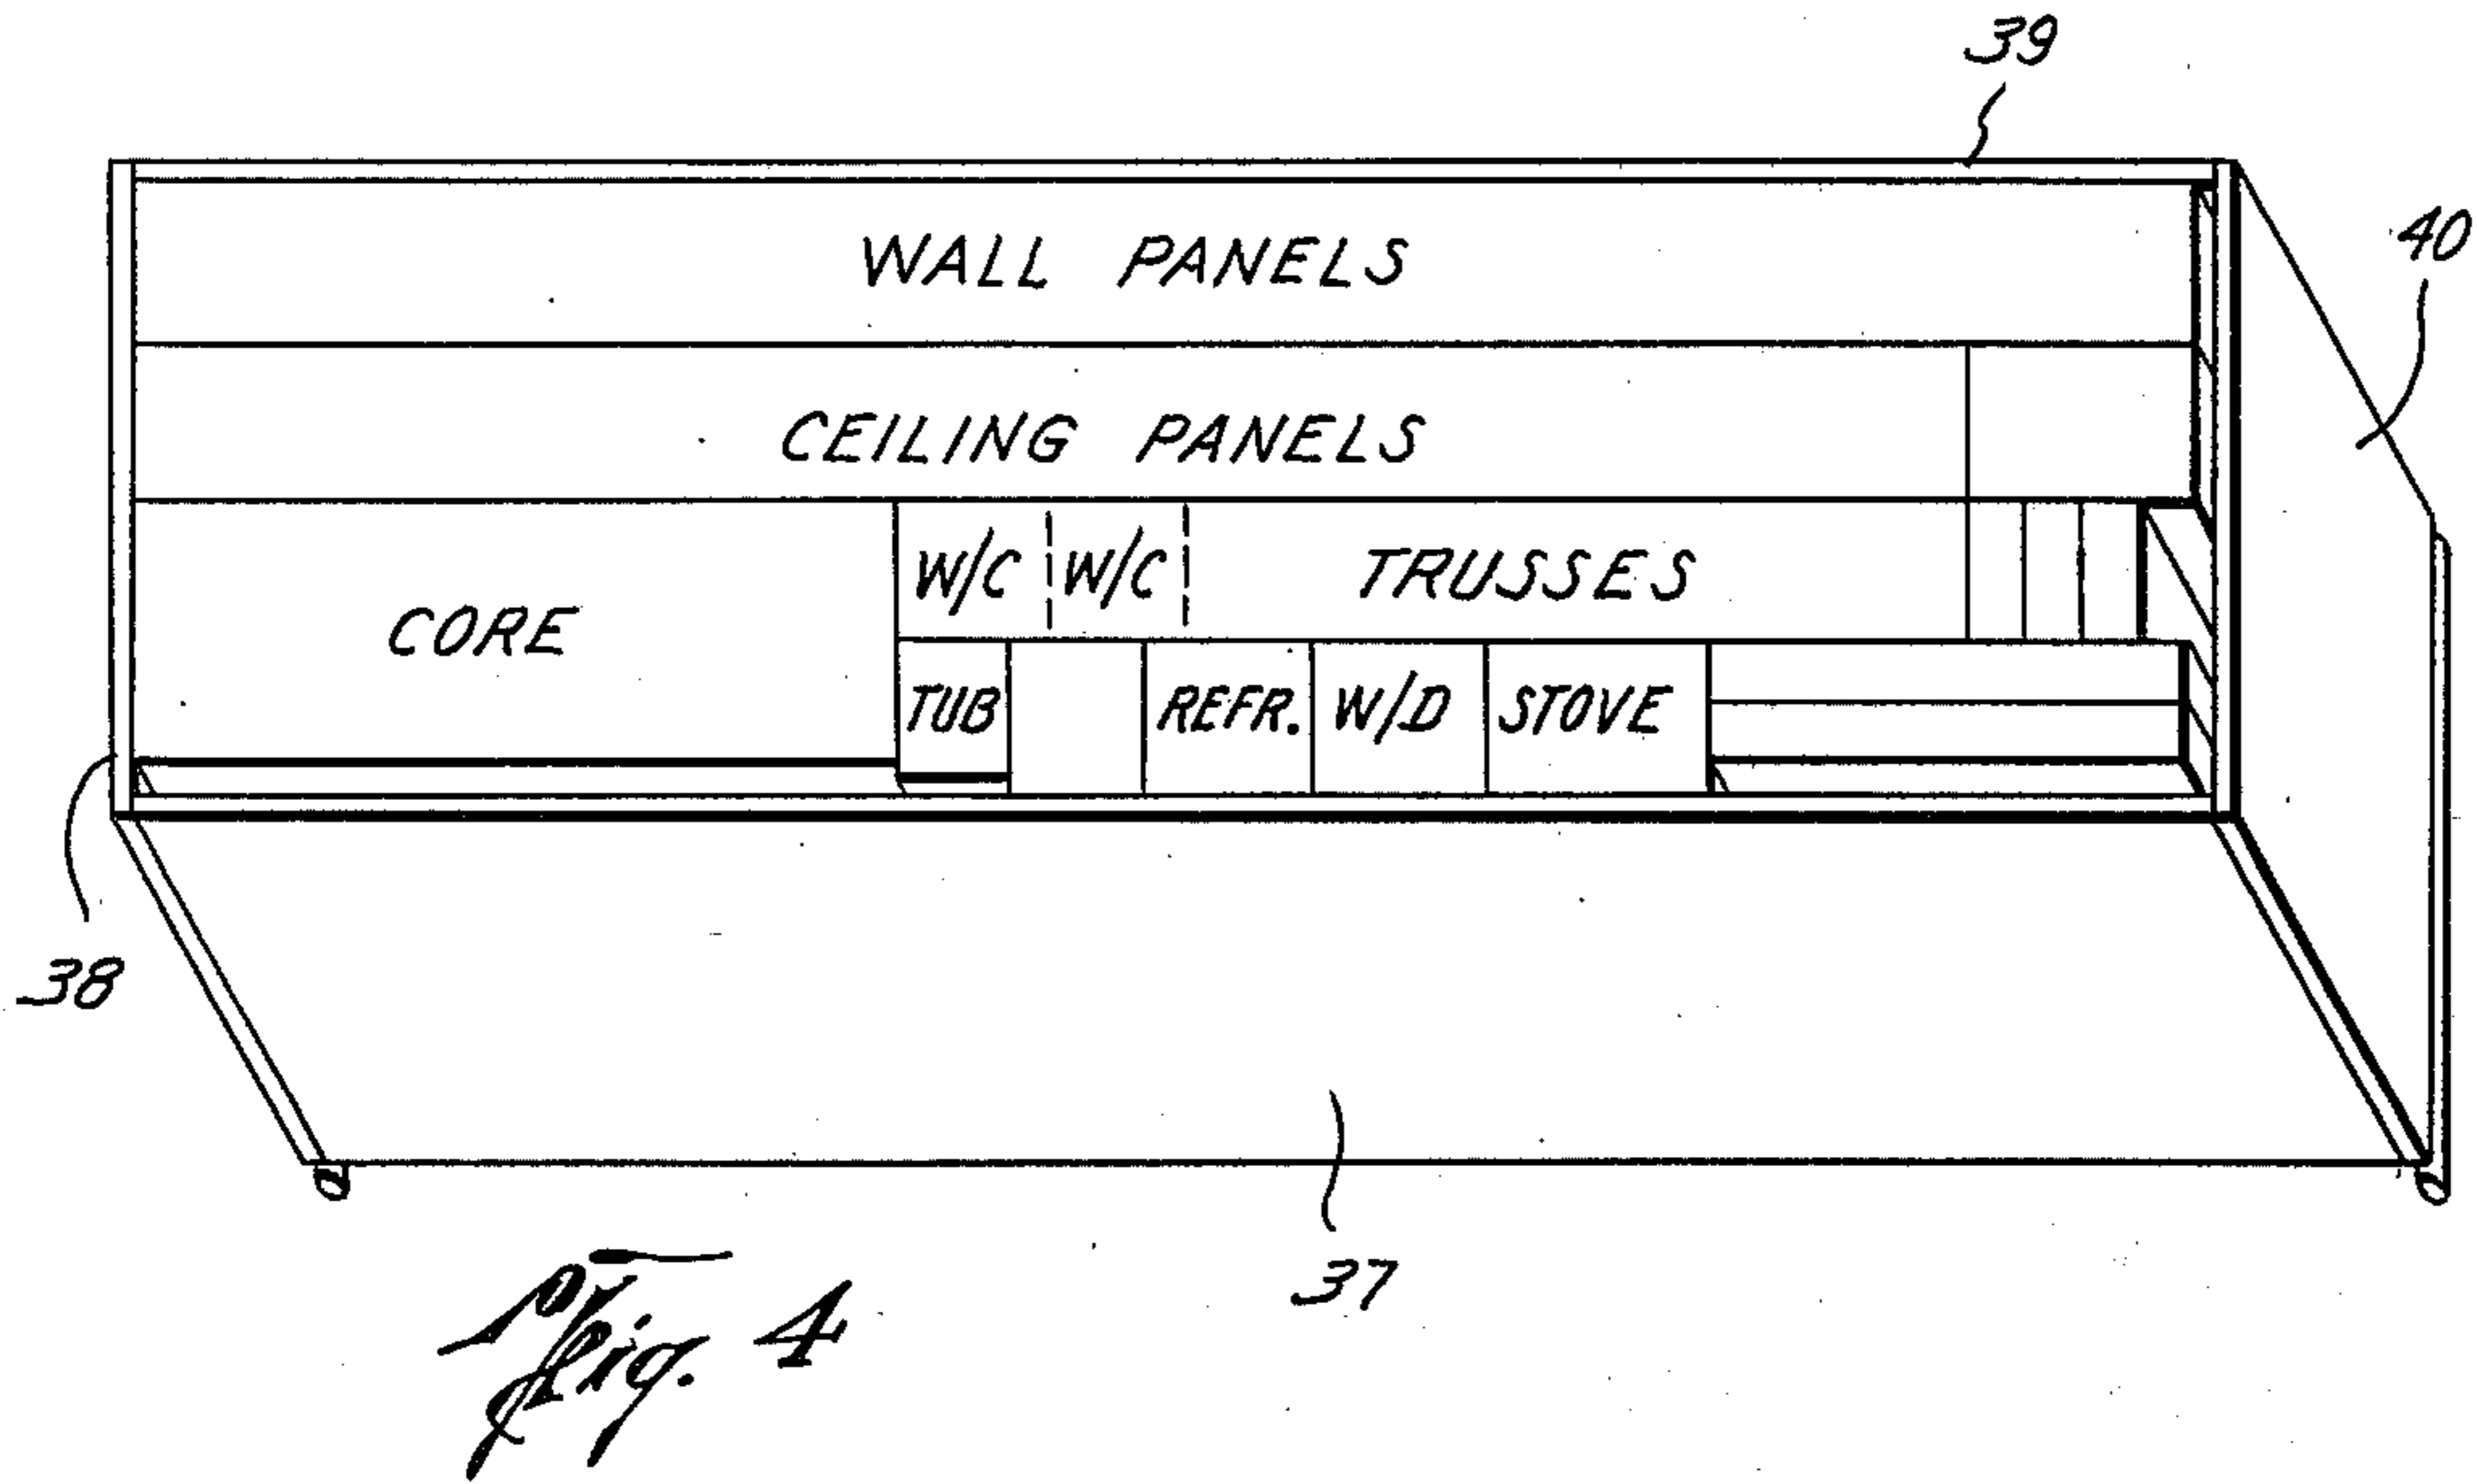 39
40
WALL PANELS
CEILING PANELS
W/C W/C TRUSSES
CORE
TUB REFR. W/D STOVE
38
37
Fig. 4